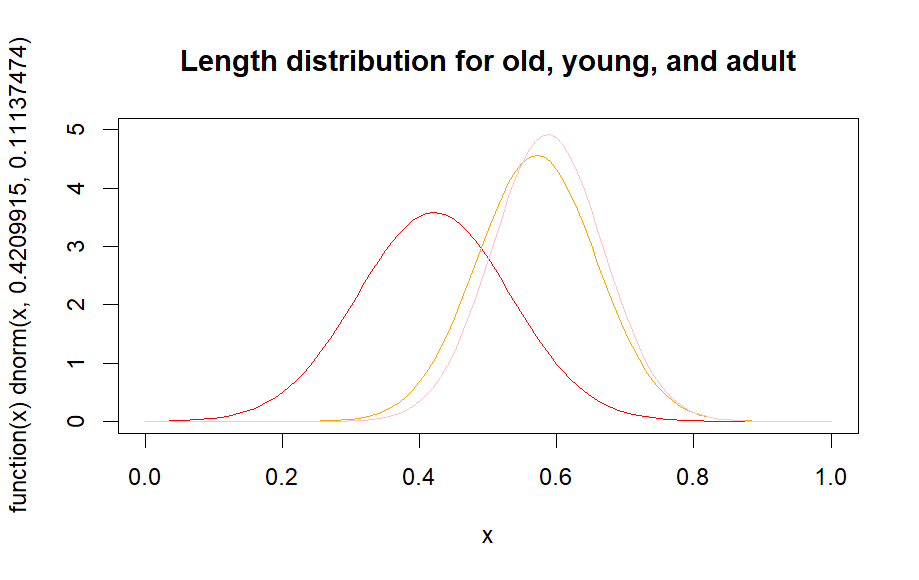 Length distribution for old, young, and adult
function(x) dnorm(x, 0.4209915, 0.11137474)
5
4
3
2
1
0
0.0 0.2 0.4 0.6 0.8 1.0
x